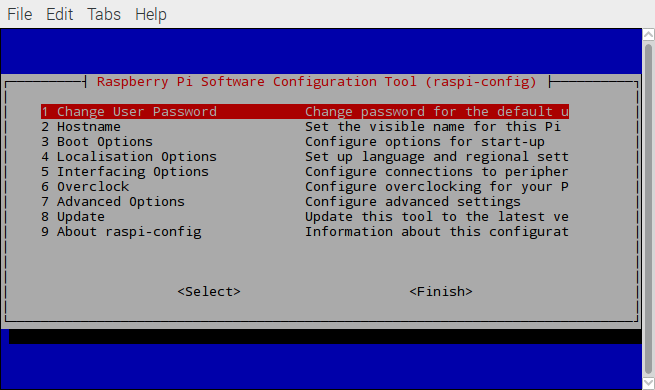 File Edit Tabs Help
Raspberry Pi Software Configuration Tool (raspi-config)
1 Change User Password Change password for the default u
2 Hostname Set the visible name for this Pi
3 Boot Options Configure options for start-up
4 Localisation Options Set up language and regional sett
5 Interfacing Options Configure connections to peripher
6 Overclock Configure overclocking for your P
7 Advanced Options Configure advanced settings
8 Update Update this tool to the latest ve
9 About raspi-config Information about this configurat
<Select> <Finish>